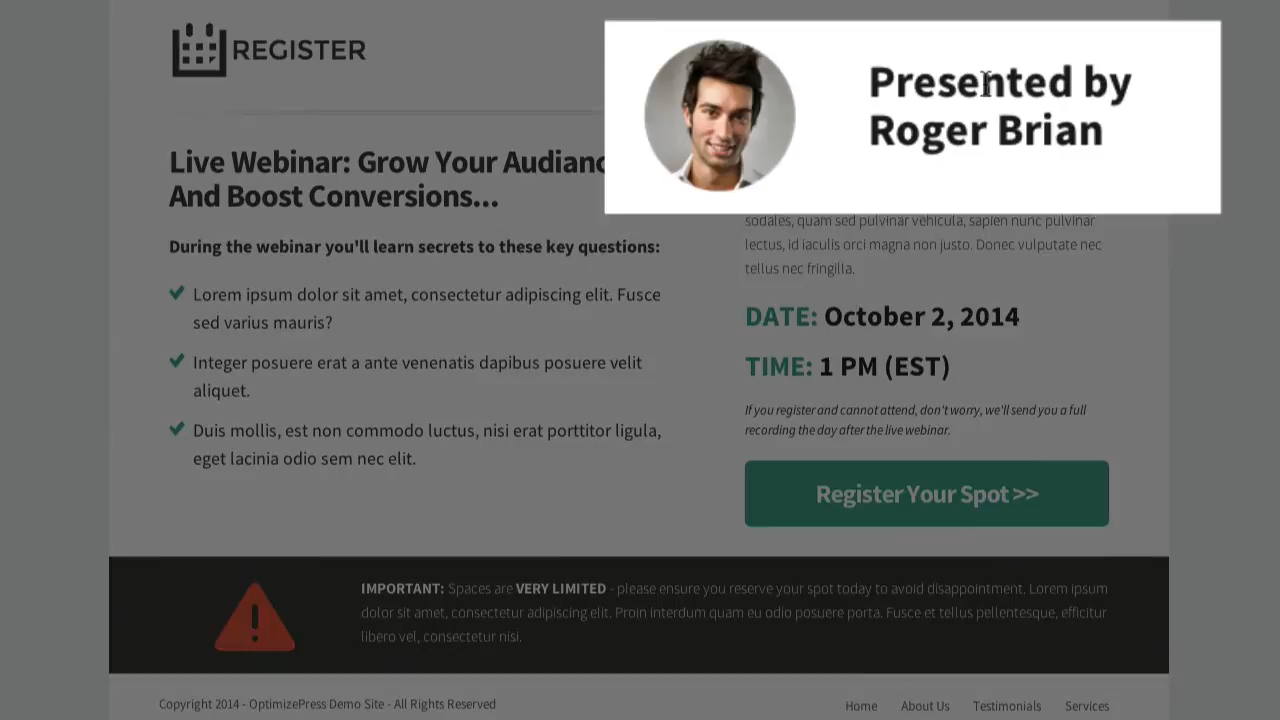 REGISTER
Presented by
Roger Brian
Live Webinar: Grow Your Audienc
And Boost Conversions...
During the webinar you'll learn secrets to these key questions:
Lorem ipsum dolor sit amet, consectetur adipiscing elit. Fusce
sed varius mauris?
Integer posuere erat a ante venenatis dapibus posuere velit
aliquet.
Duis mollis, est non commodo luctus, nisi erat porttitor ligula,
eget lacinia odio sem nec elit.
sodales, quam sed pulvinar vehicula, sapien nunc pulvinar
lectus, id iaculis orci magna non justo. Donec vulputate nec
tellus nec fringilla.
DATE: October 2, 2014
TIME: 1 PM (EST)
If you register and cannot attend, don't worry, we'll send you a full
recording the day after the live webinar.
Register Your Spot >>
IMPORTANT: Spaces are VERY LIMITED - please ensure you reserve your spot today to avoid disappointment. Lorem ipsum
dolor sit amet, consectetur adipiscing elit. Proin interdum quam eu odio posuere porta. Fusce et tellus pellentesque, efficitur
libero vel, consectetur nisi.
Copyright 2014 - OptimizePress Demo Site - All Rights Reserved
Home About Us Testimonials Services